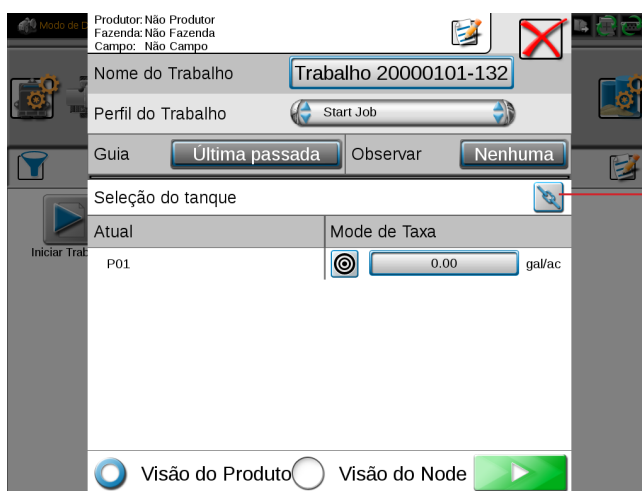 Modo de D
Produtor: Não Produtor
Fazenda: Não Fazenda
Campo: Não Campo
Nome do Trabalho
Trabalho 20000101-132
Perfil do Trabalho
Start Job
Guia
Última passada
Observar
Nenhuma
Seleção do tanque
Atual
Mode de Taxa
Iniciar Trab
P01
0.00
gal/ac
Visão do Produto
Visão do Node